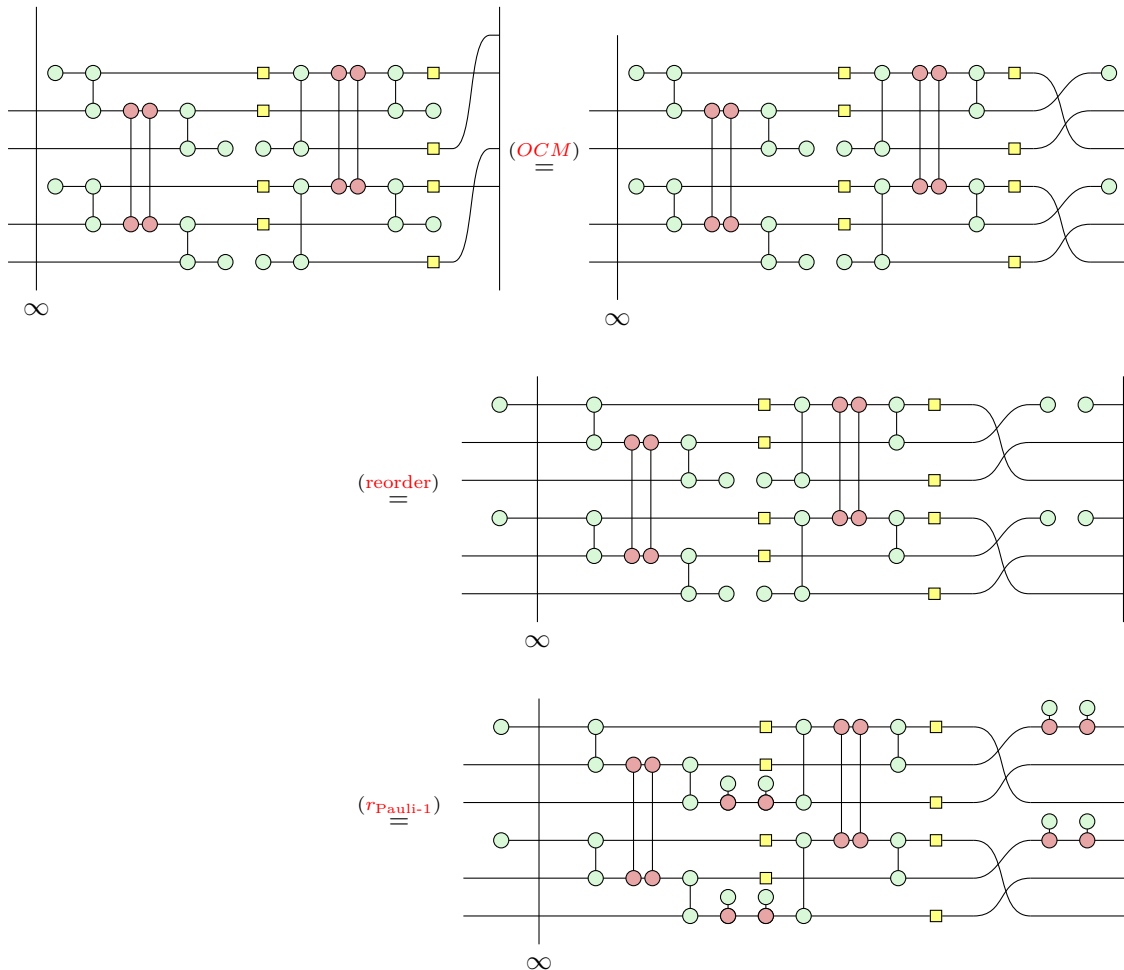 (OCM)
=
∞
∞
(reorder)
=
∞
(r_Pauli-1)
=
∞